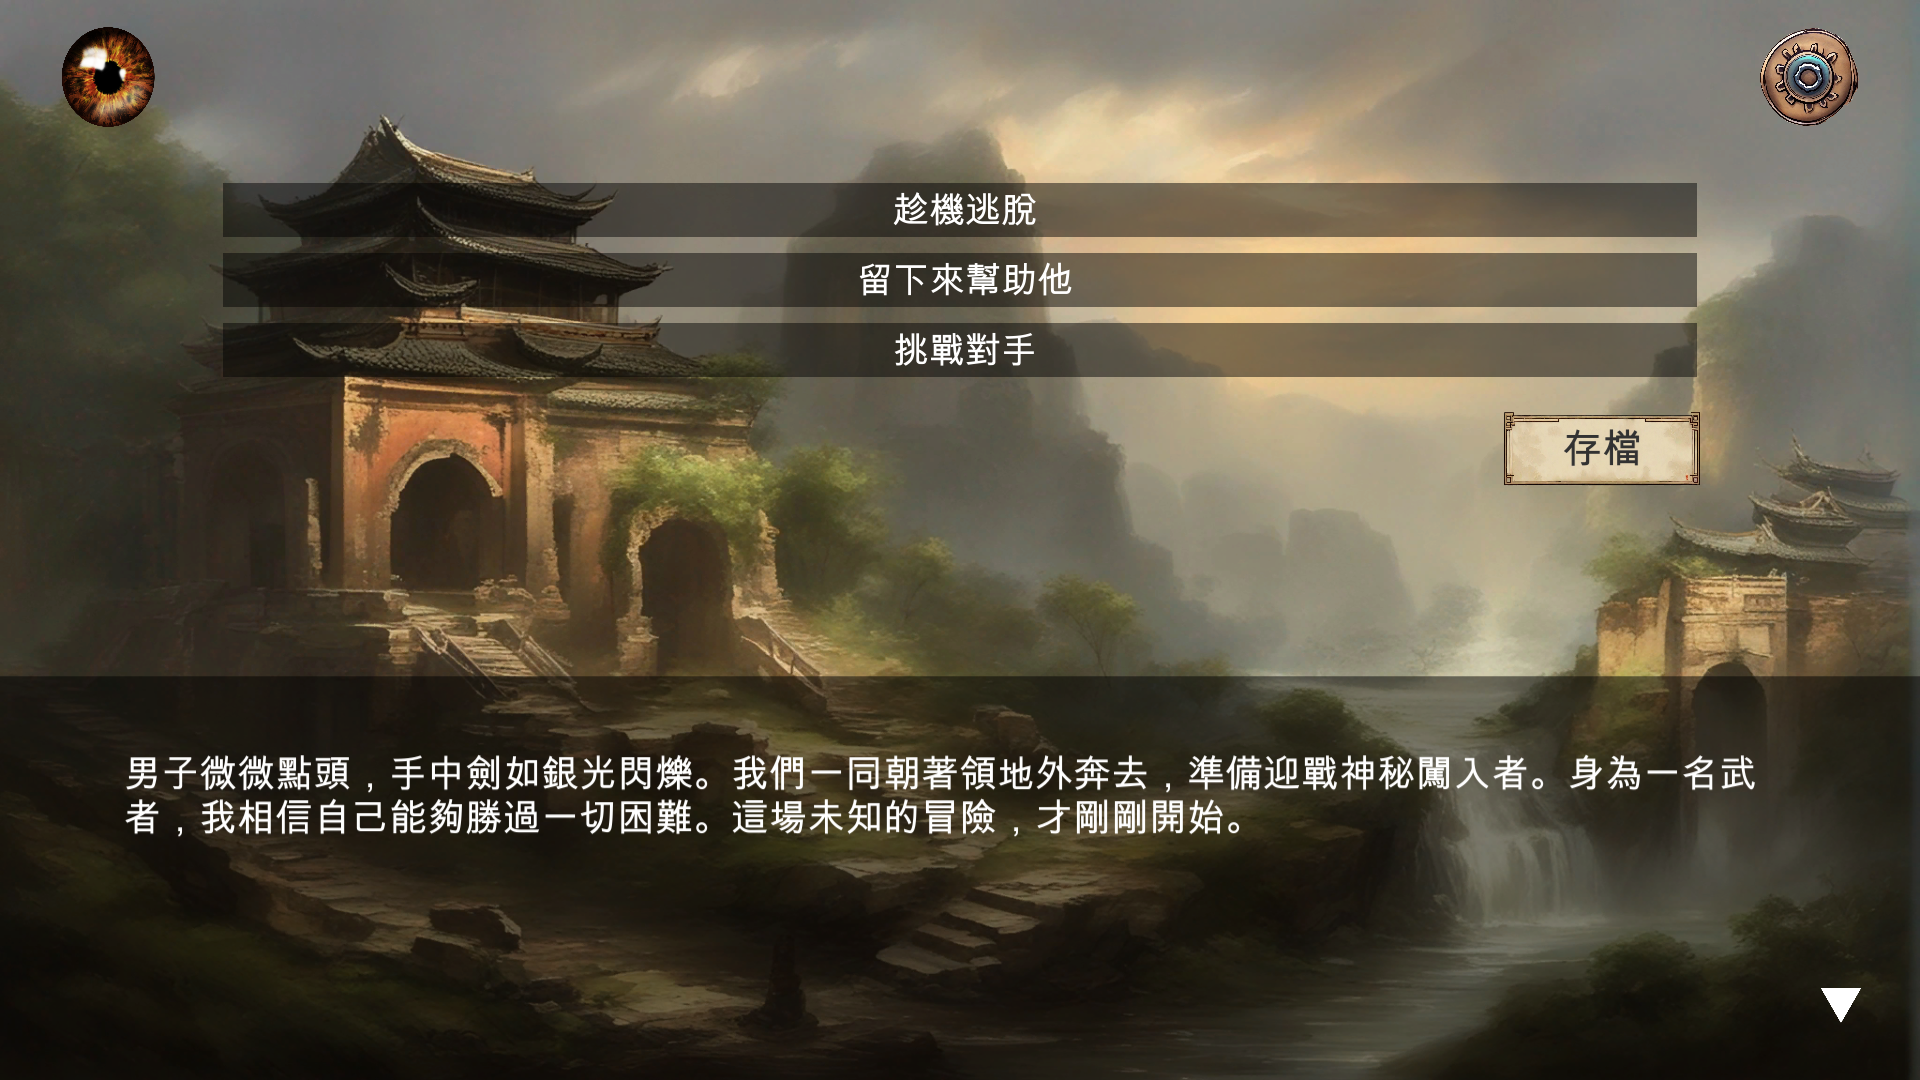 趁機逃脫
留下來幫助他
挑戰對手
存檔
男子微微點頭，手中劍如銀光閃爍。我們一同朝著領地外奔去，準備迎戰神秘闖入者。身為一名武
者，我相信自己能夠勝過一切困難。這場未知的冒險，才剛剛開始。